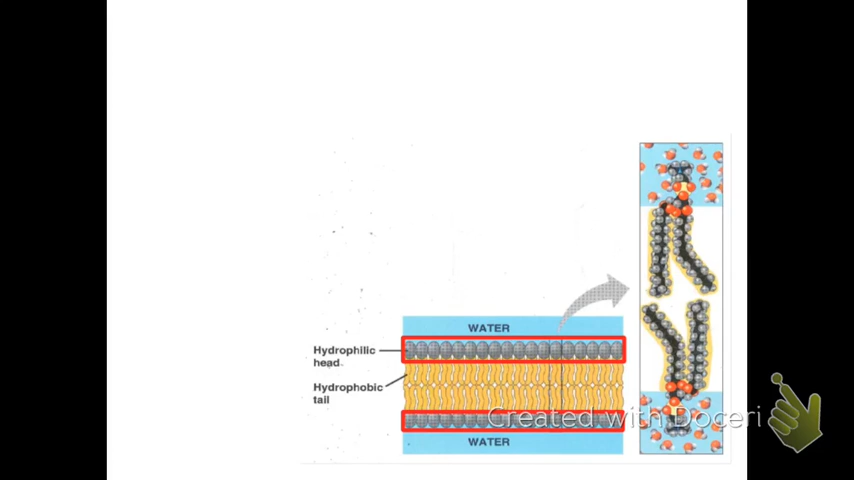 WATER
Hydrophilic
head
Hydrophobic
tail
Created with Doceri
WATER